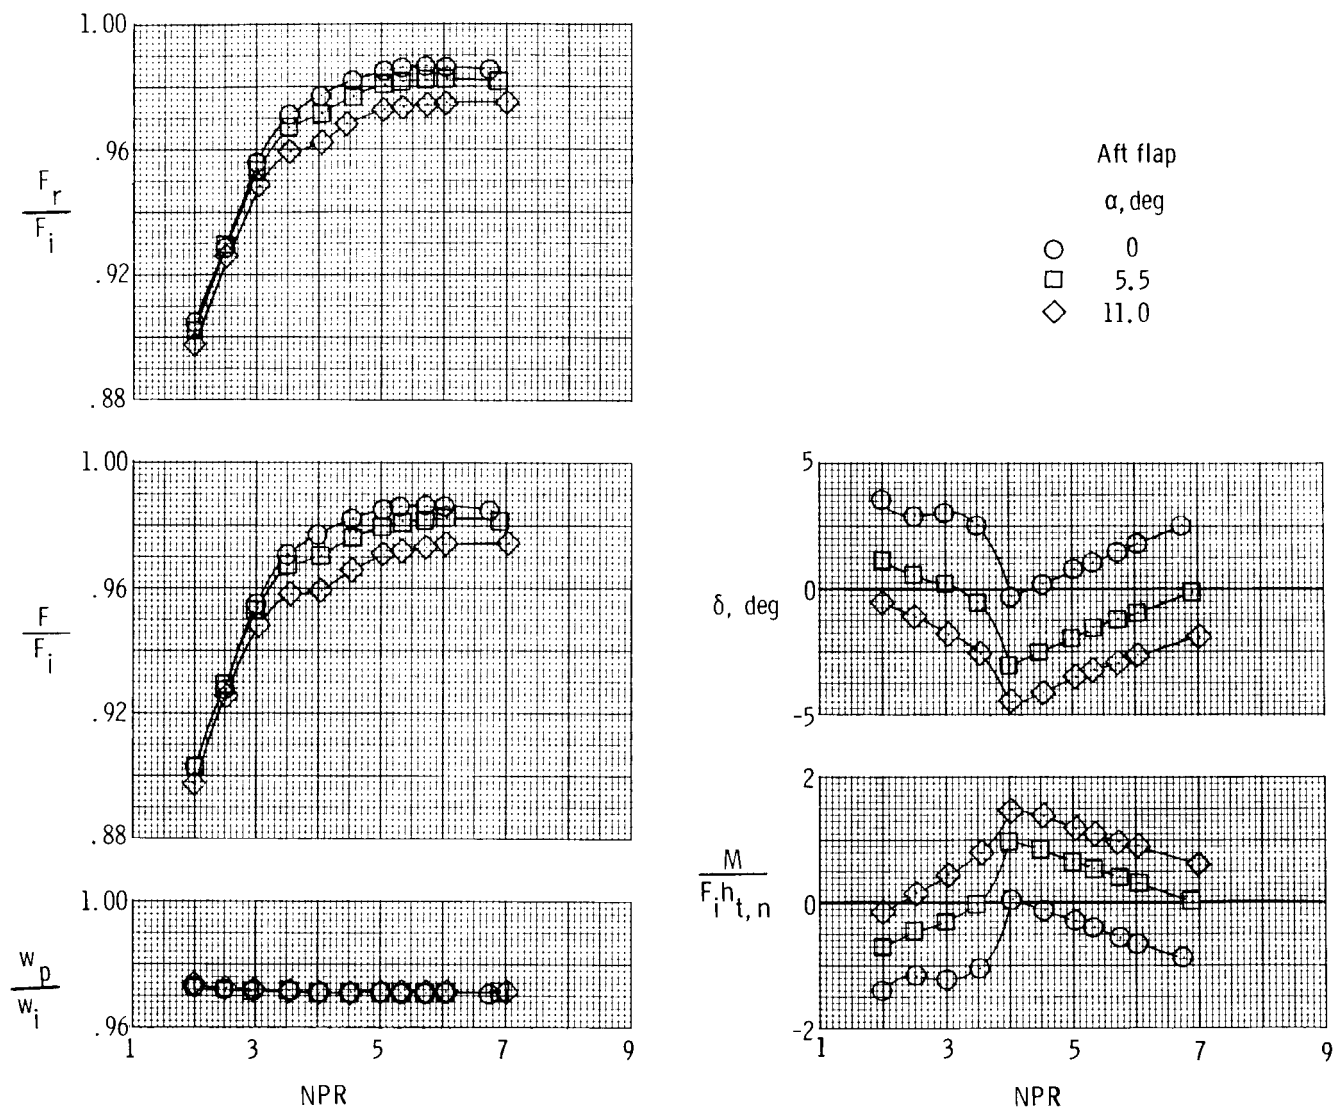 1.00
.96
.92
.88
F_r
F_i
1.00
.96
.92
.88
F
F_i
1.00
.96
w_p
w_i
1 3 5 7 9
NPR
Aft flap
α, deg
○ 0
□ 5.5
◇ 11.0
5
0
-5
δ, deg
2
0
-2
M
F_i h_t,n
1 3 5 7 9
NPR